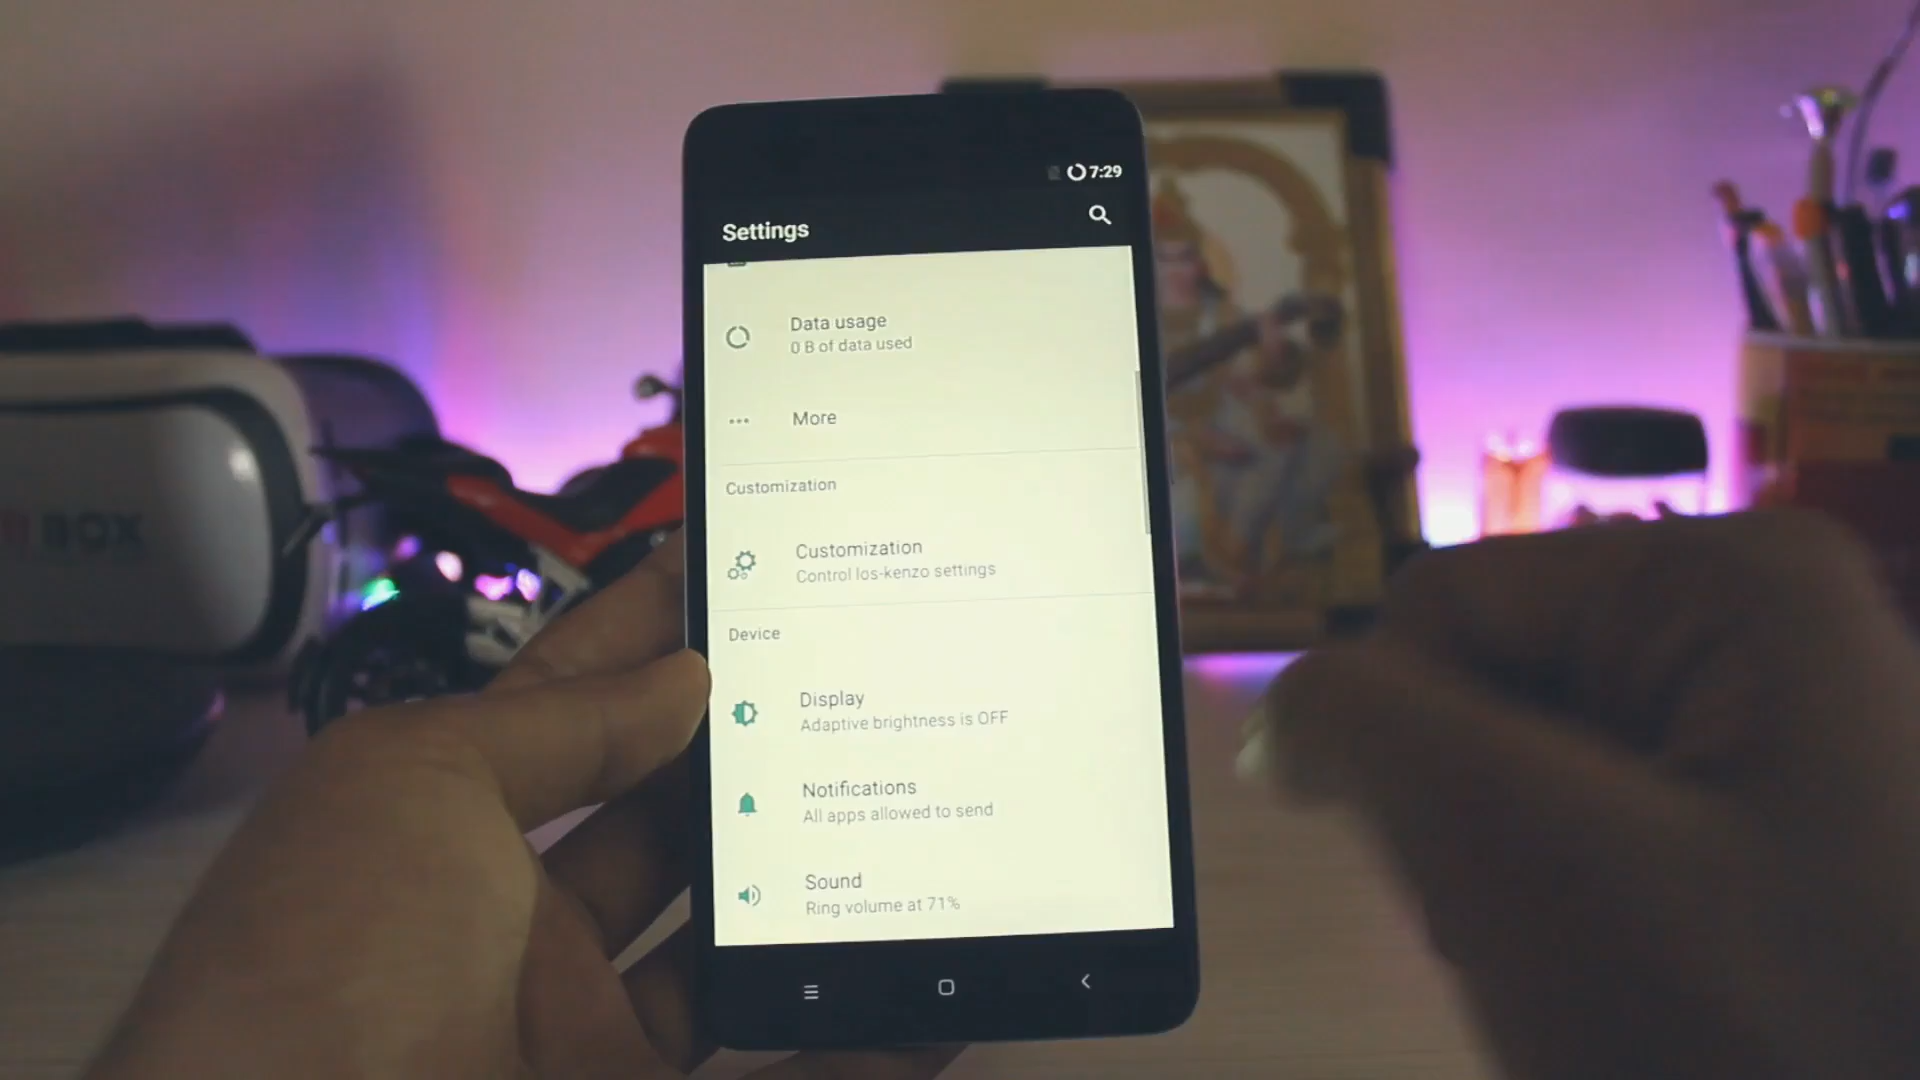 7:29
Settings
Data usage
0 B of data used
More
Customization
Customization
Control los-kenzo settings
Device
Display
Adaptive brightness is OFF
Notifications
All apps allowed to send
Sound
Ring volume at 71%
BOX